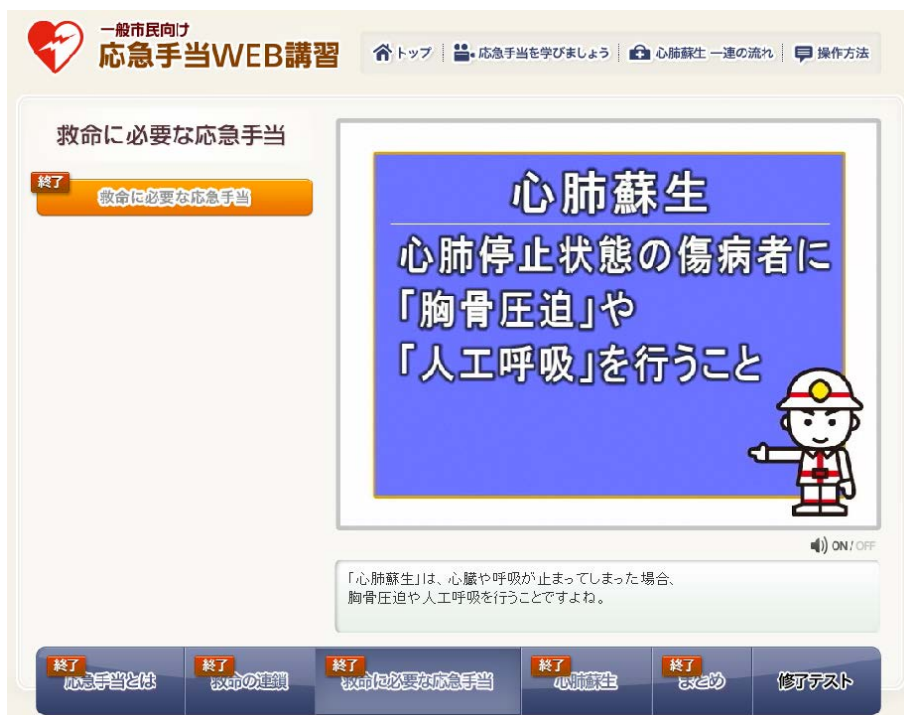 一般市民向け
応急手当WEB講習
トップ
応急手当を学びましょう
心肺蘇生 一連の流れ
操作方法
救命に必要な応急手当
終了
救命に必要な応急手当
心肺蘇生
心肺停止状態の傷病者に
「胸骨圧迫」や
「人工呼吸」を行うこと
ON / OFF
「心肺蘇生」は、心臓や呼吸が止まってしまった場合、
胸骨圧迫や人工呼吸を行うことですよね。
終了
応急手当とは
終了
救命の連鎖
終了
救命に必要な応急手当
終了
心肺蘇生
終了
まとめ
修了テスト